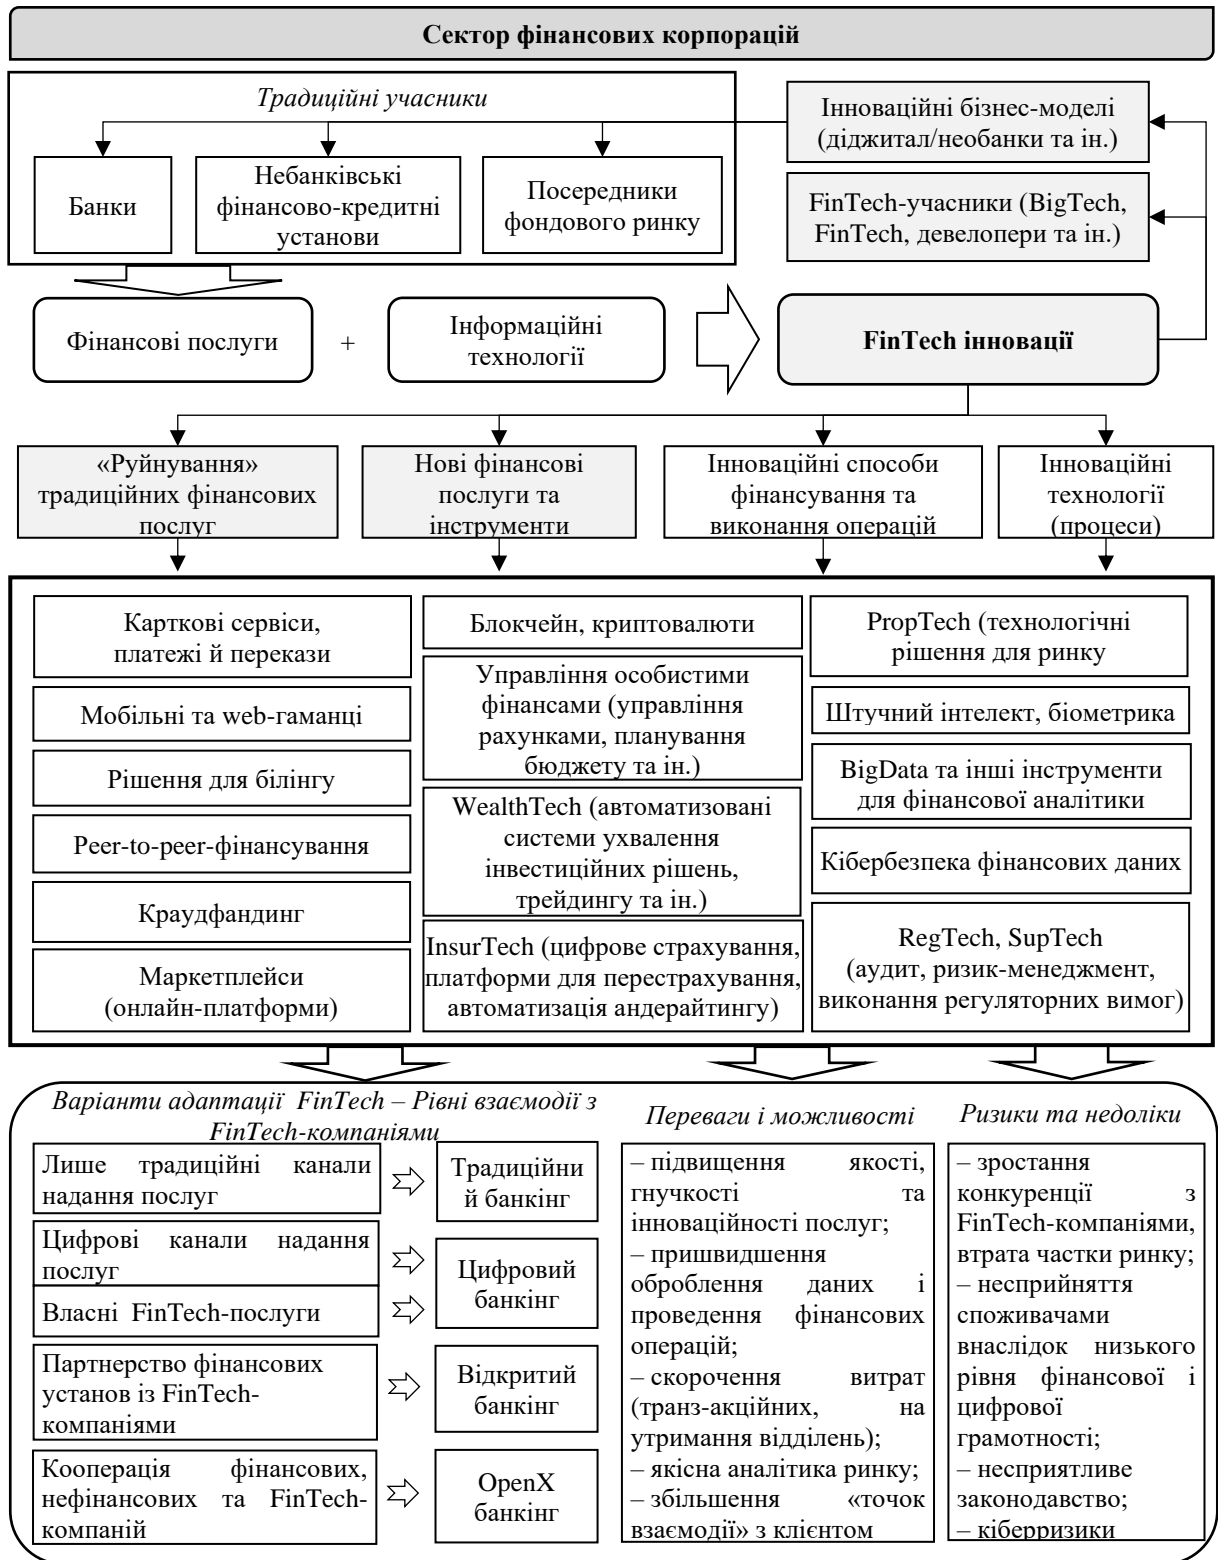 Сектор фінансових корпорацій
Традиційні учасники
Банки
Небанківські
фінансово-кредитні
установи
Посередники
фондового ринку
Інноваційні бізнес-моделі
(діджитал/необанки та ін.)
FinTech-учасники (BigTech,
FinTech, девелопери та ін.)
Фінансові послуги
+
Інформаційні
технології
FinTech інновації
«Руйнування»
традиційних фінансових
послуг
Нові фінансові
послуги та
інструменти
Інноваційні способи
фінансування та
виконання операцій
Інноваційні
технології
(процеси)
Карткові сервіси,
платежі й перекази
Мобільні та web-гаманці
Рішення для білінгу
Peer-to-peer-фінансування
Краудфандинг
Маркетплейси
(онлайн-платформи)
Блокчейн, криптовалюти
Управління особистими
фінансами (управління
рахунками, планування
бюджету та ін.)
WealthTech (автоматизовані
системи ухвалення
інвестиційних рішень,
трейдингу та ін.)
InsurTech (цифрове страхування,
платформи для перестрахування,
автоматизація андерайтингу)
PropTech (технологічні
рішення для ринку
Штучний інтелект, біометрика
BigData та інші інструменти
для фінансової аналітики
Кібербезпека фінансових даних
RegTech, SupTech
(аудит, ризик-менеджмент,
виконання регуляторних вимог)
Варіанти адаптації FinTech – Рівні взаємодії з
FinTech-компаніями
Лише традиційні канали
надання послуг
Традиційни
й банкінг
Цифрові канали надання
послуг
Власні FinTech-послуги
Цифровий
банкінг
Партнерство фінансових
установ із FinTech-
компаніями
Відкритий
банкінг
Кооперація фінансових,
нефінансових та FinTech-
компаній
OpenX
банкінг
Переваги і можливості
– підвищення якості,
гнучкості та
інноваційності послуг;
– пришвидшення
оброблення даних і
проведення фінансових
операцій;
– скорочення витрат
(транз-акційних, на
утримання відділень);
– якісна аналітика ринку;
– збільшення «точок
взаємодії» з клієнтом
Ризики та недоліки
– зростання
конкуренції з
FinTech-компаніями,
втрата частки ринку;
– несприйняття
споживачами
внаслідок низького
рівня фінансової і
цифрової
грамотності;
– несприятливе
законодавство;
– кіберризики